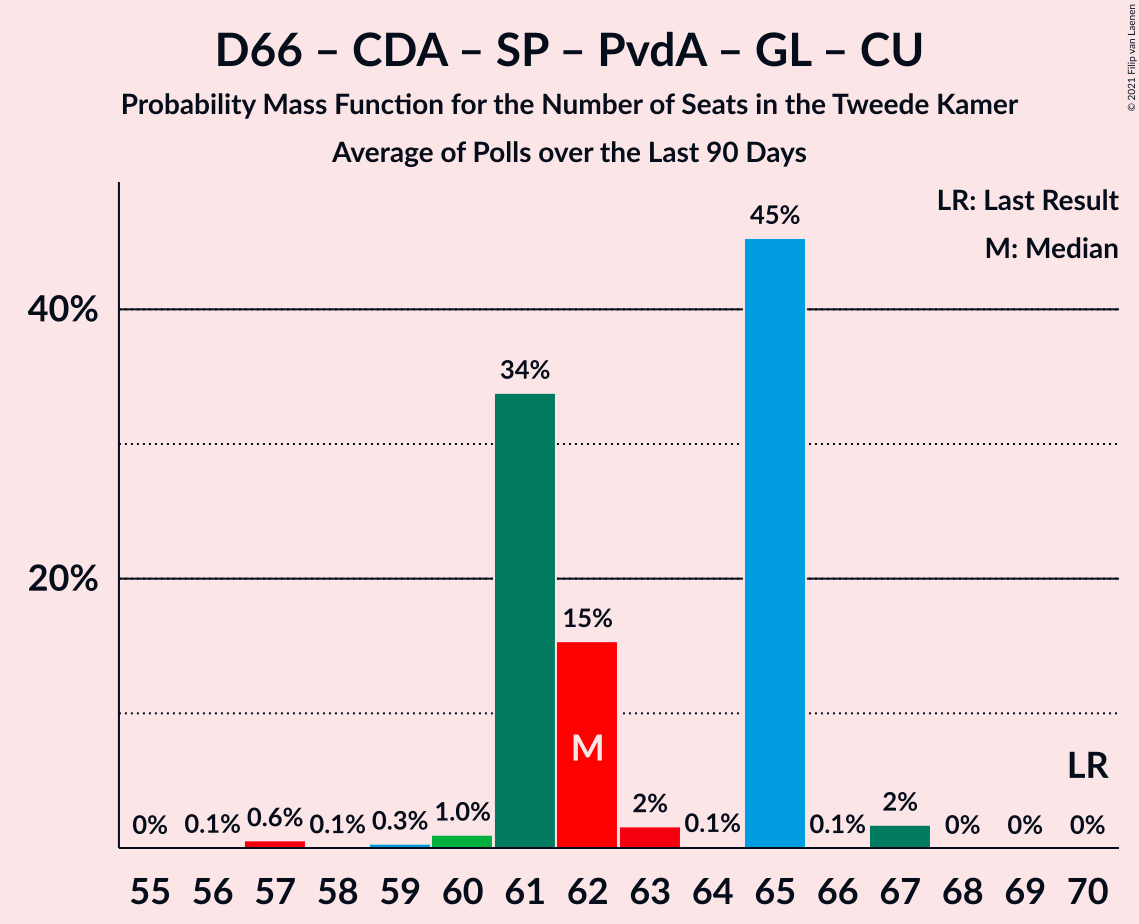 D66 – CDA – SP – PvdA – GL – CU
Probability Mass Function for the Number of Seats in the Tweede Kamer
Average of Polls over the Last 90 Days
© 2021 Filip van Laenen
LR: Last Result
M: Median
45%
40%
34%
20%
15%
M
LR
0% 0.1% 0.6% 0.1% 0.3% 1.0% 2% 0.1% 0.1% 2% 0% 0% 0%
55 56 57 58 59 60 61 62 63 64 65 66 67 68 69 70